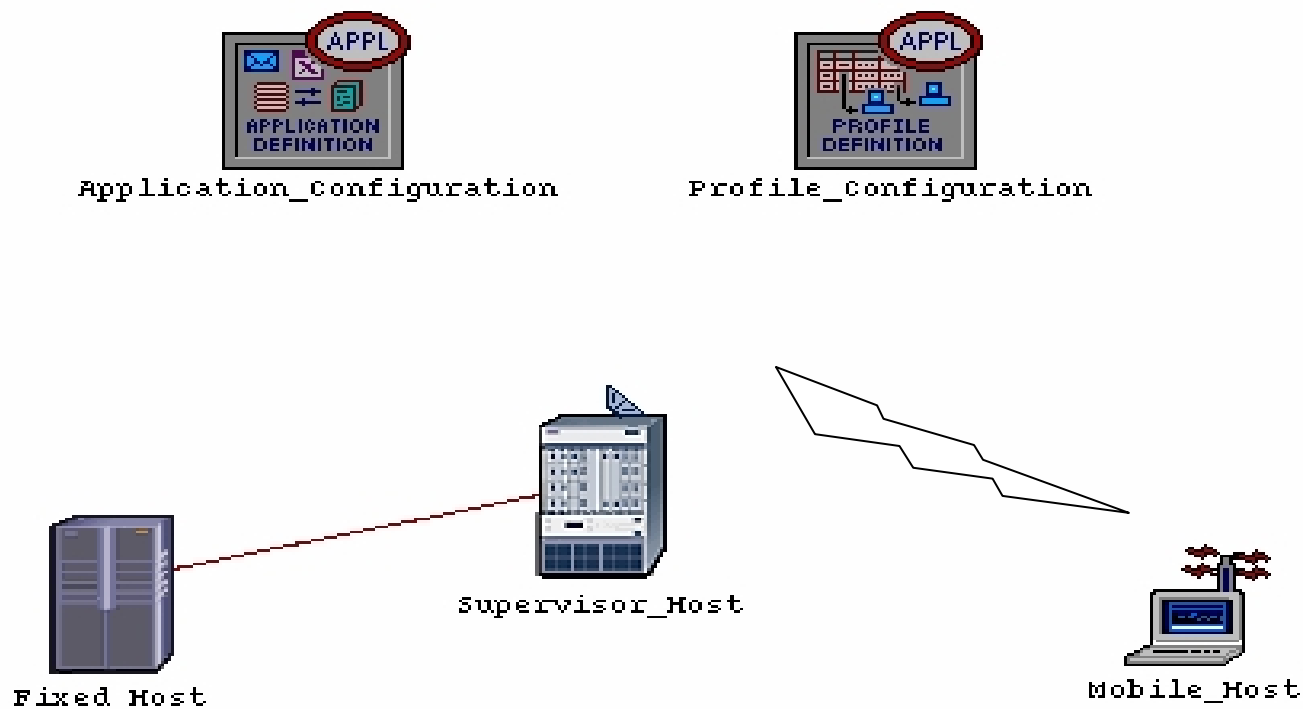 APPL
APPLICATION
DEFINITION
Application_Configuration
APPL
PROFILE
DEFINITION
Profile_Configuration
Supervisor_Host
Fixed Host
Mobile_Host